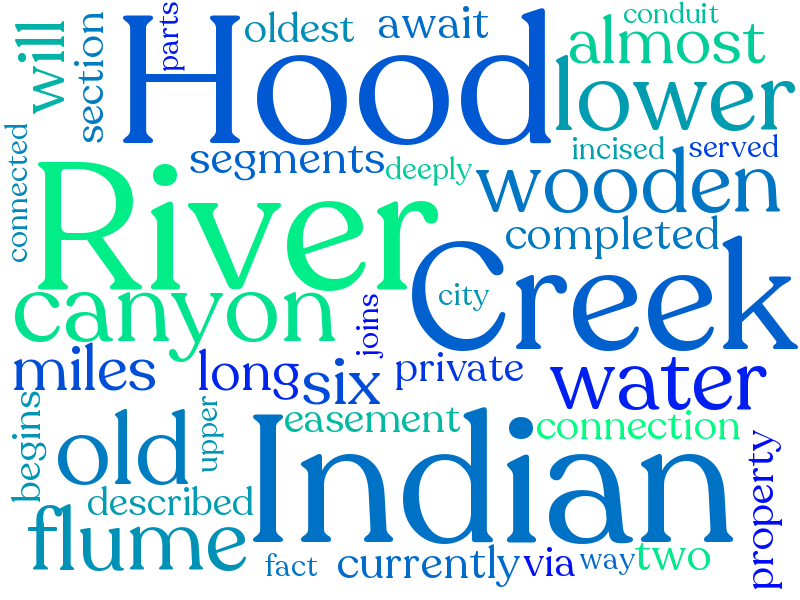 conduit
parts
oldest
await
Hood
almost
will
section
lower
connected
segments
deeply
incised
served
wooden
River
completed
Creek
canyon
city
joins
miles
long
six
private
water
begins
old
upper
easement
Indian
connection
property
described
flume
fact
currently
via
way
two